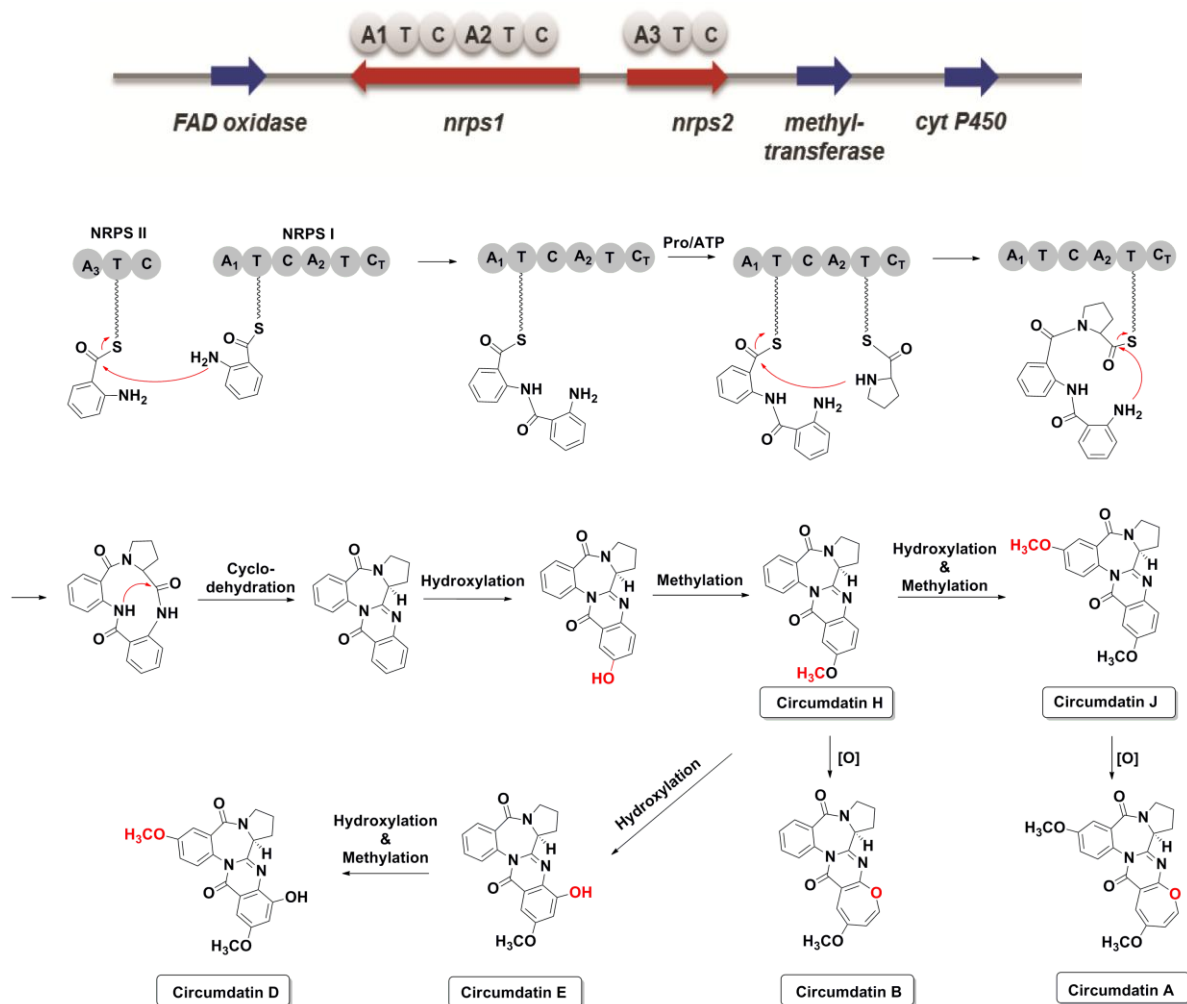 A1 T C A2 T C
A3 T C
FAD oxidase
nrps1
nrps2
methyl-
transferase
cyt P450
NRPS II
A3 T C
S
O
NH2
NRPS I
A1 T C A2 T CT
S
O
H2N
A1 T C A2 T CT
S
O
NH
NH2
O
Pro/ATP
A1 T C A2 T CT
S
S
O
O
NH
NH2
HN
O
A1 T C A2 T CT
N
O
S
O
NH
NH2
O
O
N
O
NH
NH
O
Cyclo-
dehydration
O
N
H
N
N
O
Hydroxylation
O
N
H
N
N
O
HO
Methylation
O
N
H
N
N
O
H3CO
Circumdatin H
Hydroxylation
&
Methylation
O
H3CO
N
H
N
N
O
H3CO
Circumdatin J
[O]
[O]
Hydroxylation
O
H3CO
N
H
N
N
O
OH
H3CO
Circumdatin D
Hydroxylation
&
Methylation
O
N
H
N
N
O
OH
H3CO
Circumdatin E
O
N
H
N
N
O
O
H3CO
Circumdatin B
O
H3CO
N
H
N
N
O
O
H3CO
Circumdatin A